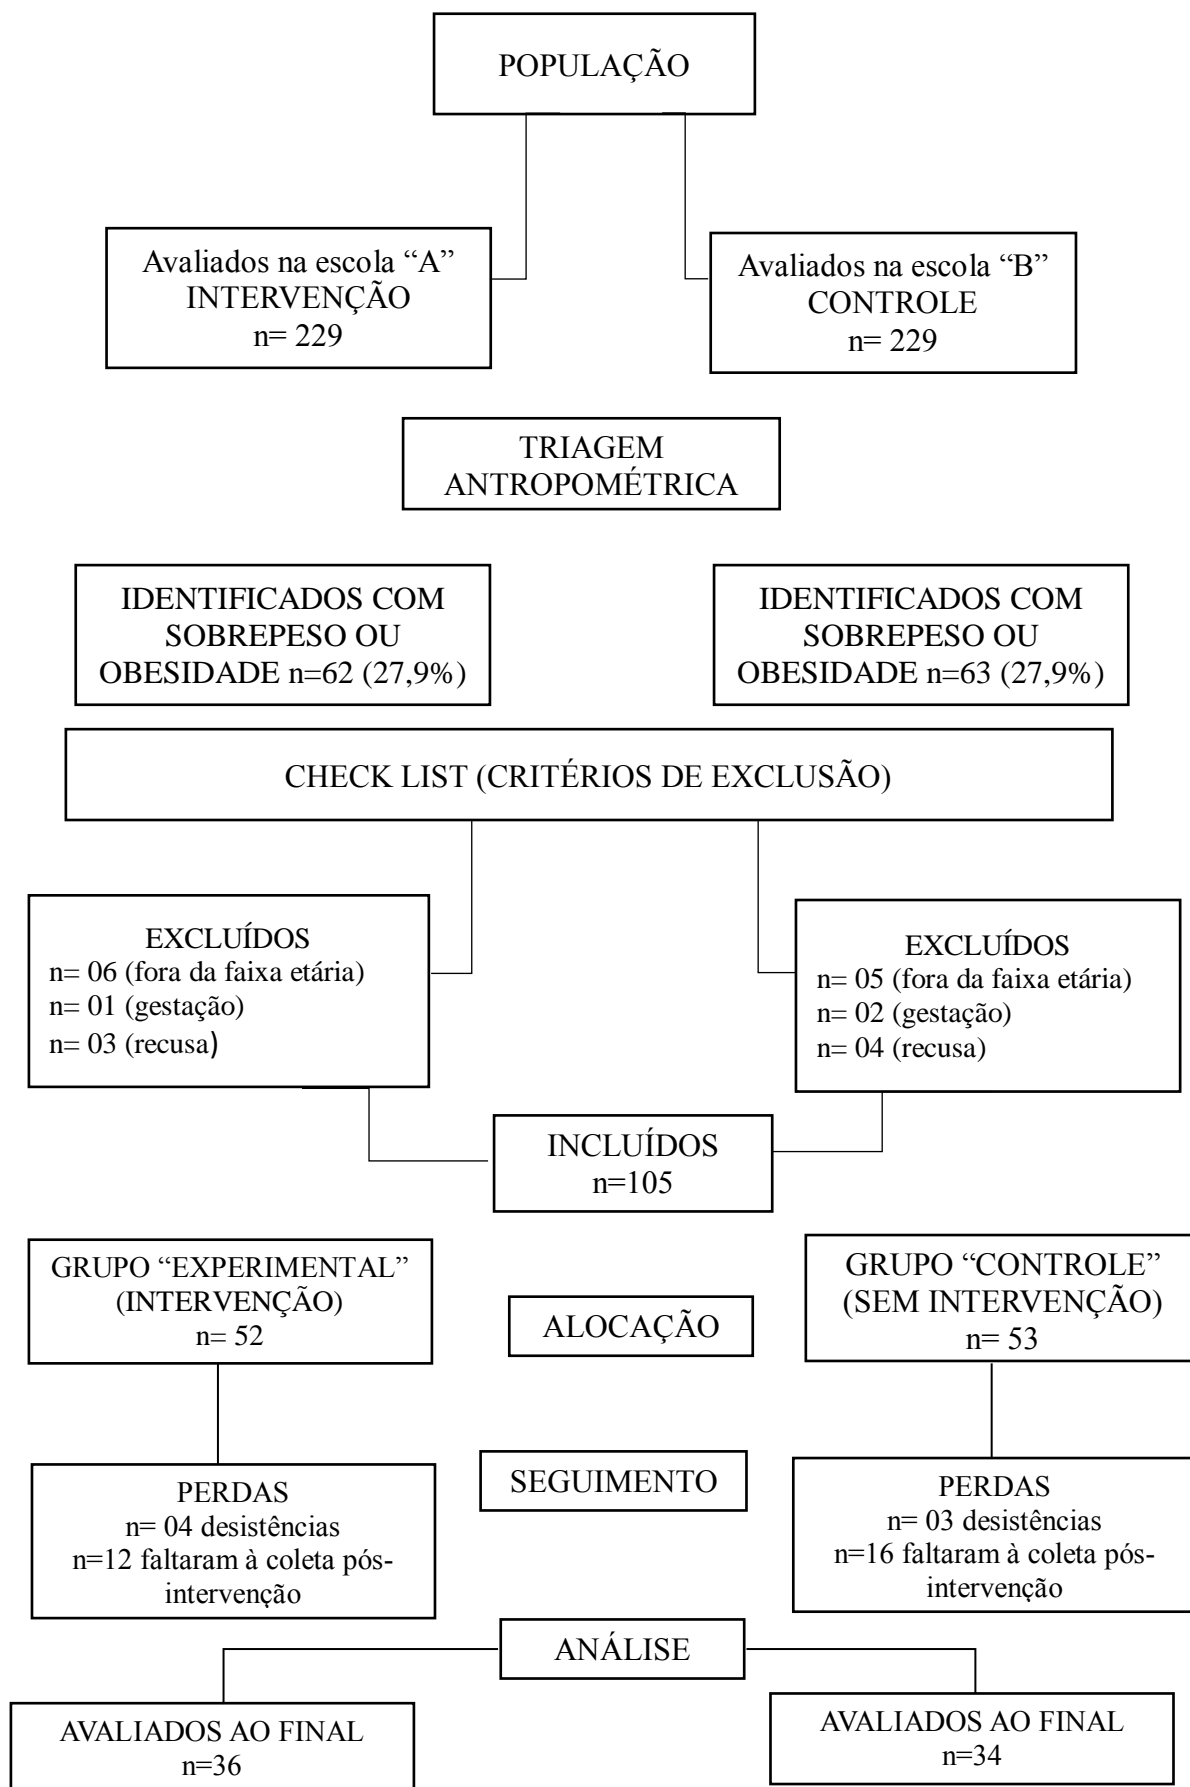 POPULAÇÃO
Avaliados na escola “A”
INTERVENÇÃO
n= 229
Avaliados na escola “B”
CONTROLE
n= 229
TRIAGEM
ANTROPOMÉTRICA
IDENTIFICADOS COM
SOBREPESO OU
OBESIDADE n=62 (27,9%)
IDENTIFICADOS COM
SOBREPESO OU
OBESIDADE n=63 (27,9%)
CHECK LIST (CRITÉRIOS DE EXCLUSÃO)
EXCLUÍDOS
n= 06 (fora da faixa etária)
n= 01 (gestação)
n= 03 (recusa)
EXCLUÍDOS
n= 05 (fora da faixa etária)
n= 02 (gestação)
n= 04 (recusa)
INCLUÍDOS
n=105
GRUPO “EXPERIMENTAL”
(INTERVENÇÃO)
n= 52
ALOCAÇÃO
GRUPO “CONTROLE”
(SEM INTERVENÇÃO)
n= 53
PERDAS
n= 04 desistências
n=12 faltaram à coleta pós-
intervenção
SEGUIMENTO
PERDAS
n= 03 desistências
n=16 faltaram à coleta pós-
intervenção
ANÁLISE
AVALIADOS AO FINAL
n=36
AVALIADOS AO FINAL
n=34